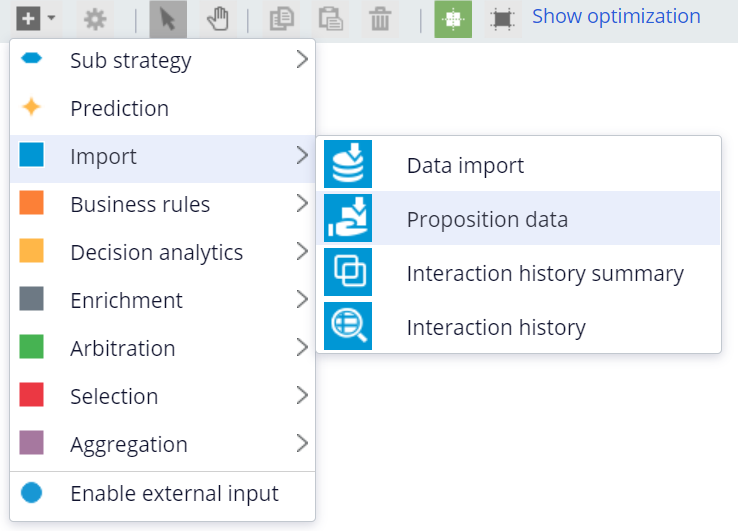 Show optimization
Sub strategy
Prediction
Import
Business rules
Decision analytics
Enrichment
Arbitration
Selection
Aggregation
Enable external input
Data import
Proposition data
Interaction history summary
Interaction history